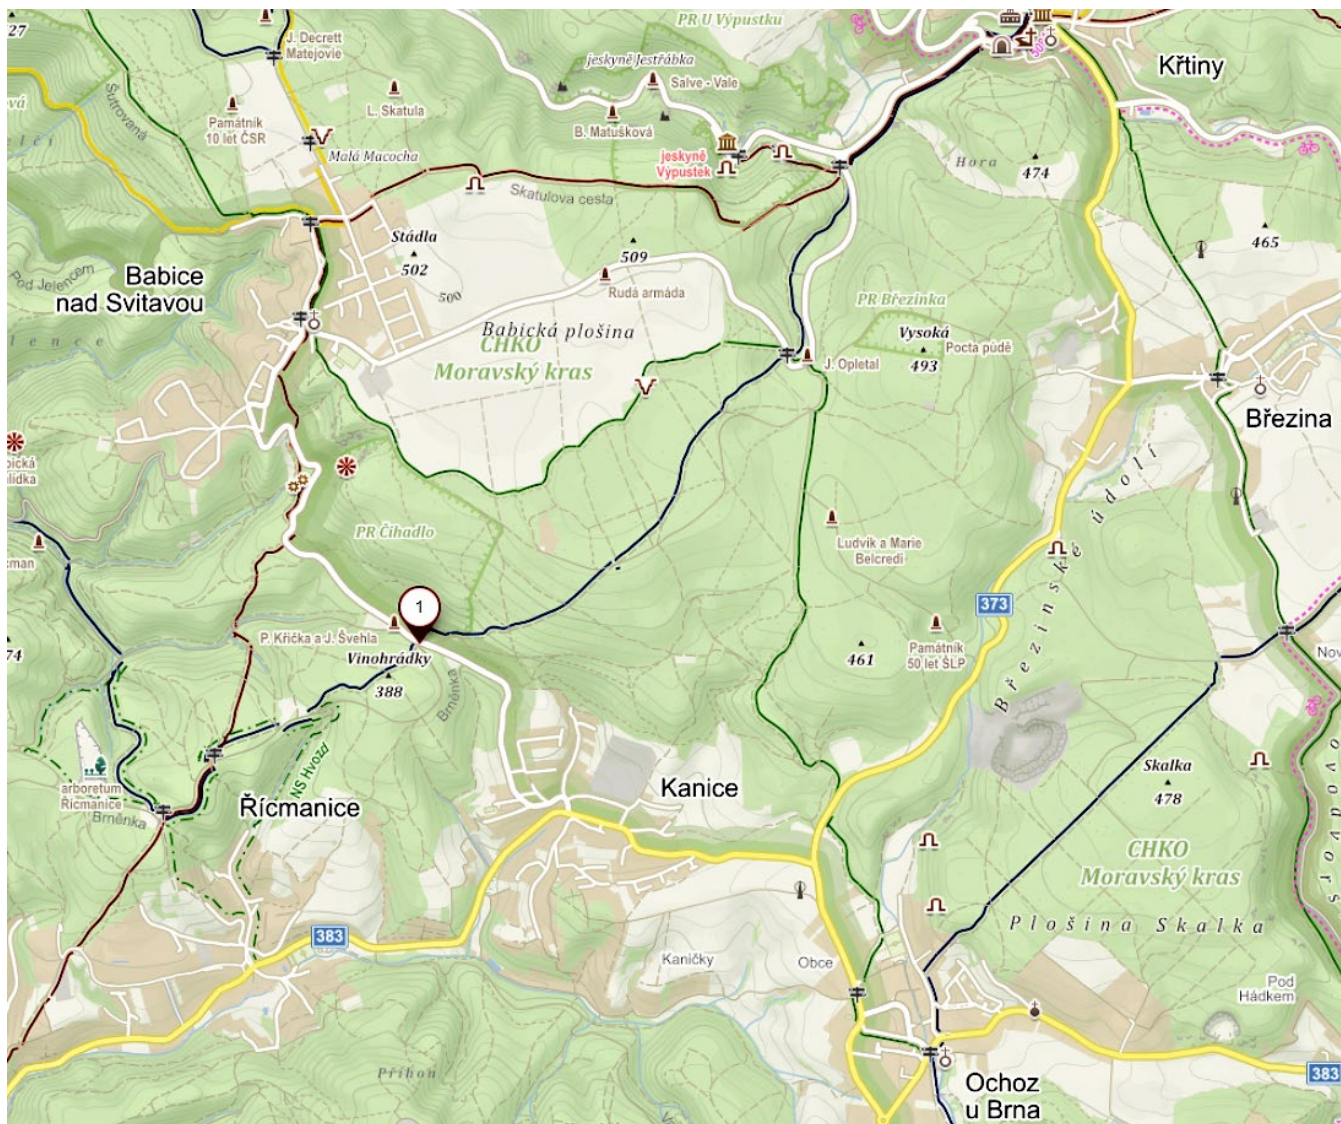 27
J. Decrett
Matejovie
PR U Výpustku
Křtiny
jeskyně Jestřábka
Salve - Vale
L. Skatula
Šutrovaná
Památník
10 let ČSR
B. Matušková
Malá Macocha
jeskyně
Výpustek
Hora
474
Skatulova cesta
Stádla
502
509
465
Babice
nad Svitavou
Pod Jelencem
500
Rudá armáda
PR Březinka
Babická plošina
CHKO
Moravský kras
Vysoká
493
Pocta půdě
J. Opletal
Březina
PR Čihadlo
Ludvik a Marie
Belcredi
Březinské údolí
373
1
P. Křička a J. Švehla
Vinohrádky
388
Brněnka
461
Památník
50 let ŠLP
74
NS Hvozd
arboretum
Řícmanice
Brněnka
Řícmanice
Kanice
Skalka
478
CHKO
Moravský kras
Plošina Skalka
383
Kaničky
Obce
Pod
Hádkem
Příhon
Ochoz
u Brna
383